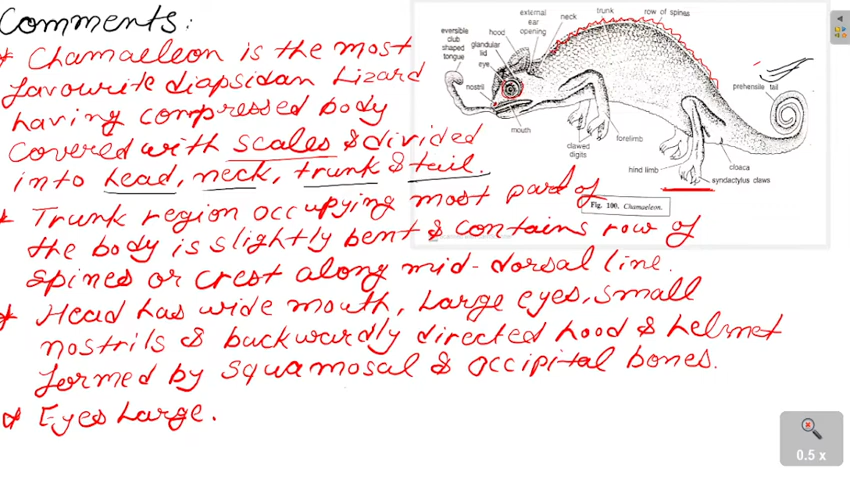 Comments:
* Chamaeleon is the most
favourite diapsidan Lizard
having compressed body
covered with scales & divided
into head, neck, trunk & tail.
* Trunk region occupying most part of
the body is slightly bent & contains row of
spines or crest along mid-dorsal line.
* Head has wide mouth, Large eyes, small
nostrils & backwardly directed hood & helmet
formed by squamosal & occipital bones.
* Eyes Large.
eversible
club
shaped
tongue
hood
glandular
lid
eye
external
ear
opening
neck
trunk
row of spines
nostril
prehensile tail
mouth
clawed
digits
forelimb
hind limb
cloaca
syndactylus claws
Fig. 100. Chamaeleon.
0.5 x